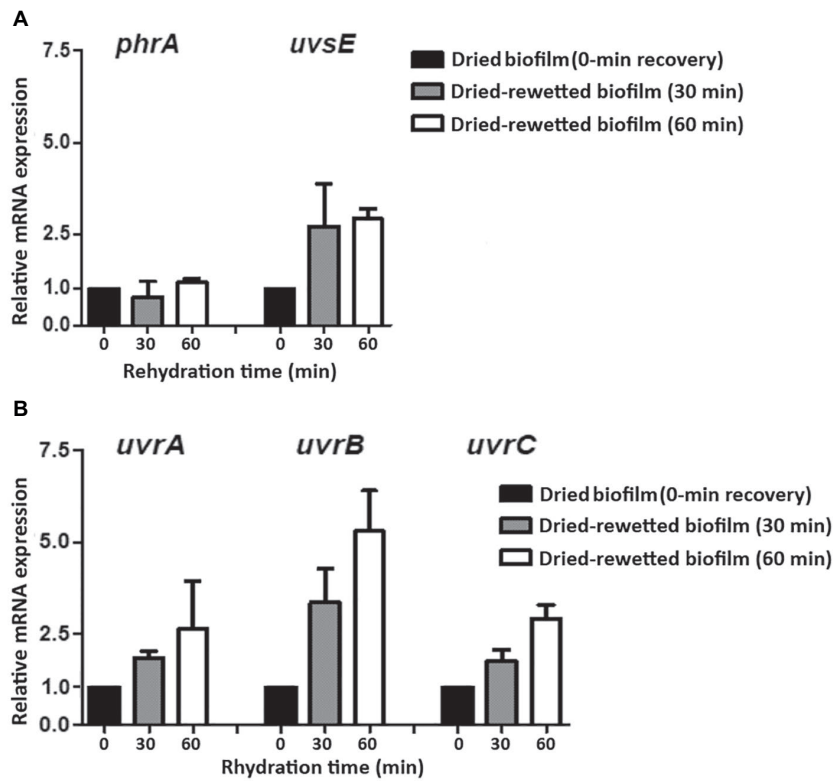 A
phrA uvsE
7.5
5.0
2.5
1.0
0.0
Relative mRNA expression
0 30 60 0 30 60
Rehydration time (min)
Dried biofilm (0-min recovery)
Dried-rewetted biofilm (30 min)
Dried-rewetted biofilm (60 min)
B
uvrA uvrB uvrC
7.5
5.0
2.5
1.0
0.0
Relative mRNA expression
0 30 60 0 30 60 0 30 60
Rhydration time (min)
Dried biofilm (0-min recovery)
Dried-rewetted biofilm (30 min)
Dried-rewetted biofilm (60 min)